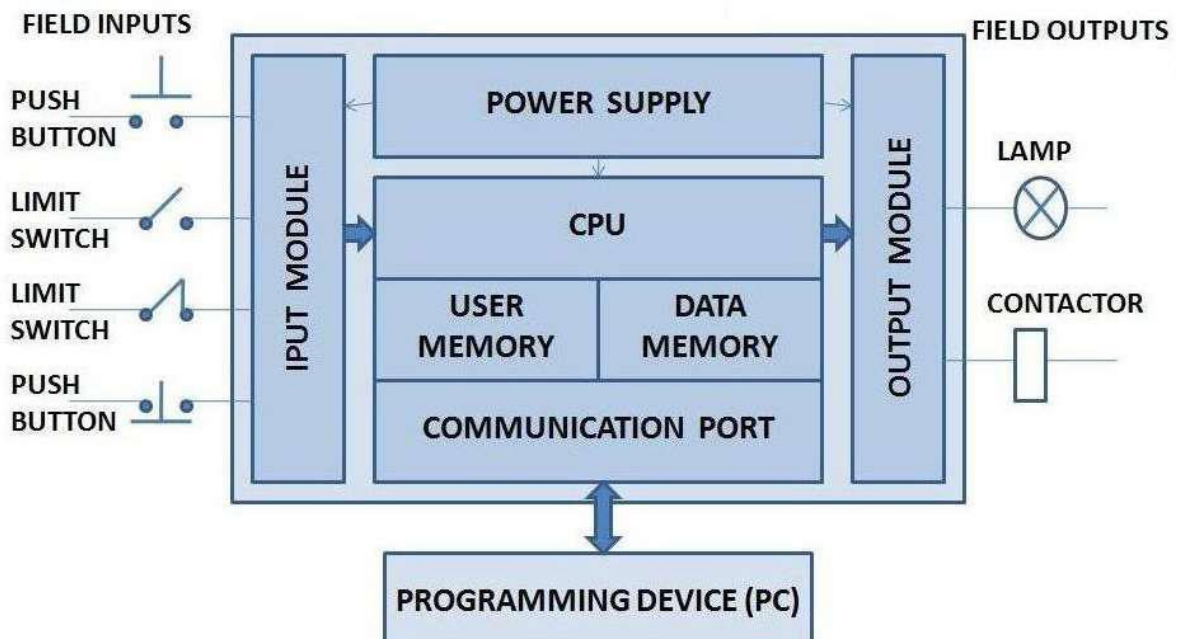 FIELD INPUTS
FIELD OUTPUTS
PUSH
BUTTON
LIMIT
SWITCH
LIMIT
SWITCH
PUSH
BUTTON
IPUT MODULE
POWER SUPPLY
CPU
USER
MEMORY
DATA
MEMORY
COMMUNICATION PORT
OUTPUT MODULE
LAMP
CONTACTOR
PROGRAMMING DEVICE (PC)